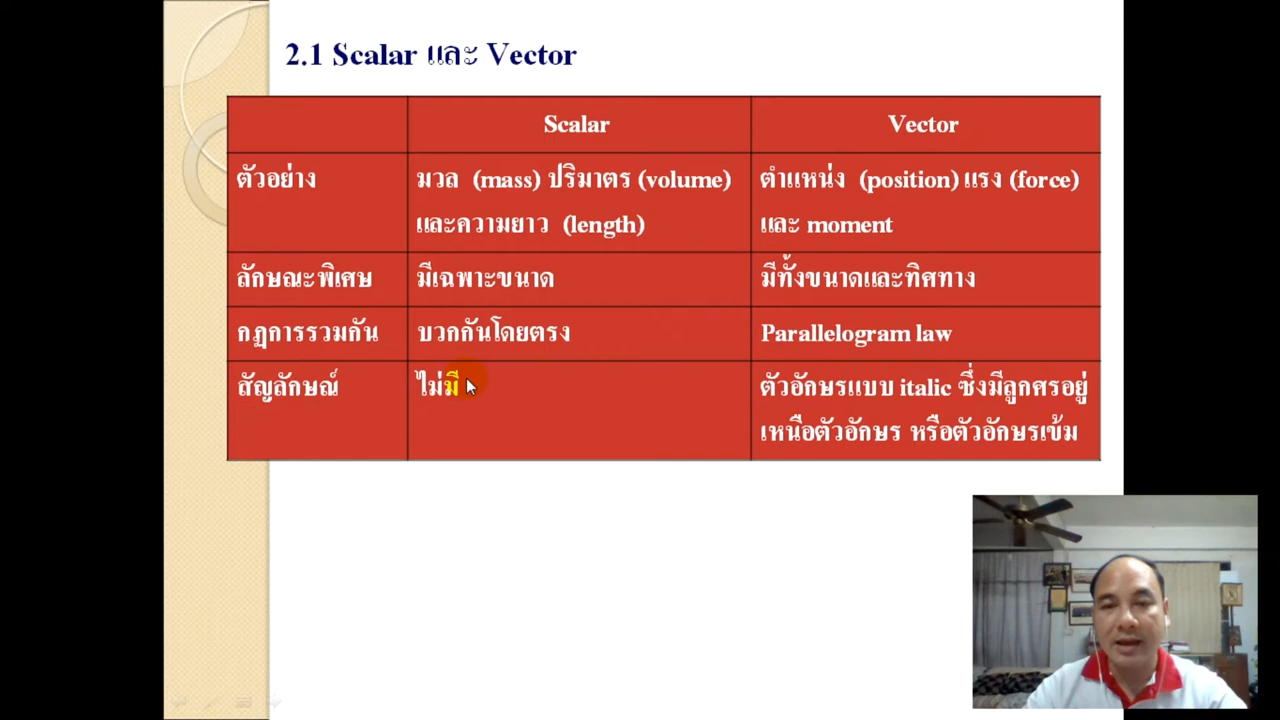 2.1 Scalar และ Vector
Scalar
Vector
ตัวอย่าง
มวล (mass) ปริมาตร (volume)
และความยาว (length)
ตำแหน่ง (position) แรง (force)
และ moment
ลักษณะพิเศษ
มีเฉพาะขนาด
มีทั้งขนาดและทิศทาง
กฏการรวมกัน
บวกกันโดยตรง
Parallelogram law
สัญลักษณ์
ไม่มี
ตัวอักษรแบบ italic ซึ่งมีลูกศรอยู่
เหนือตัวอักษร หรือตัวอักษรเข้ม